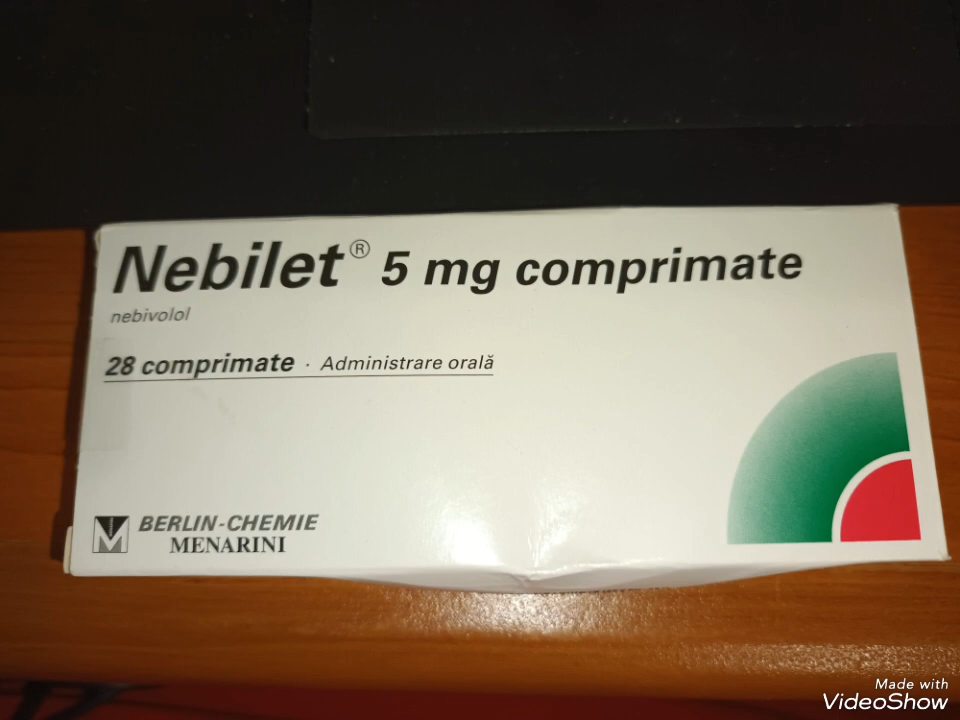 Nebilet® 5 mg comprimate
nebivolol
28 comprimate · Administrare orală
BERLIN-CHEMIE
MENARINI
Made with
VideoShow